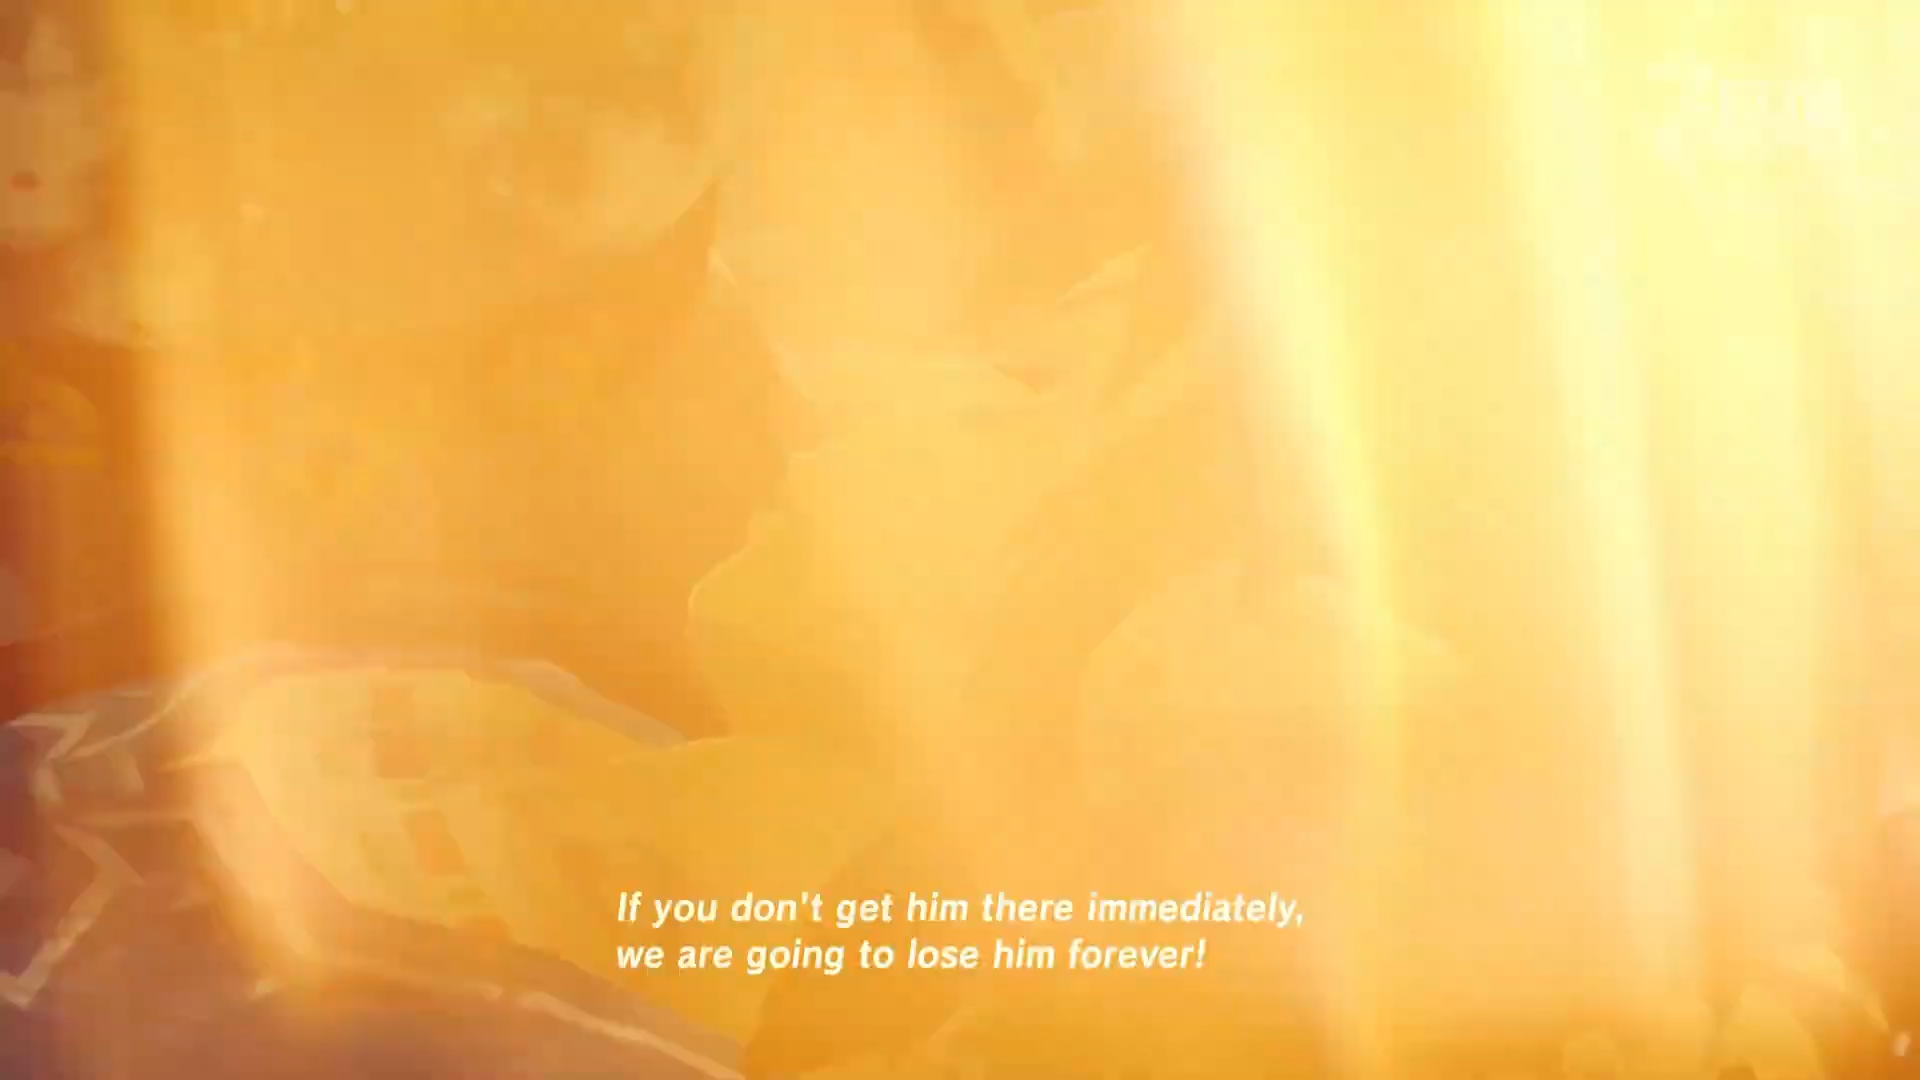 If you don't get him there immediately,
we are going to lose him forever!